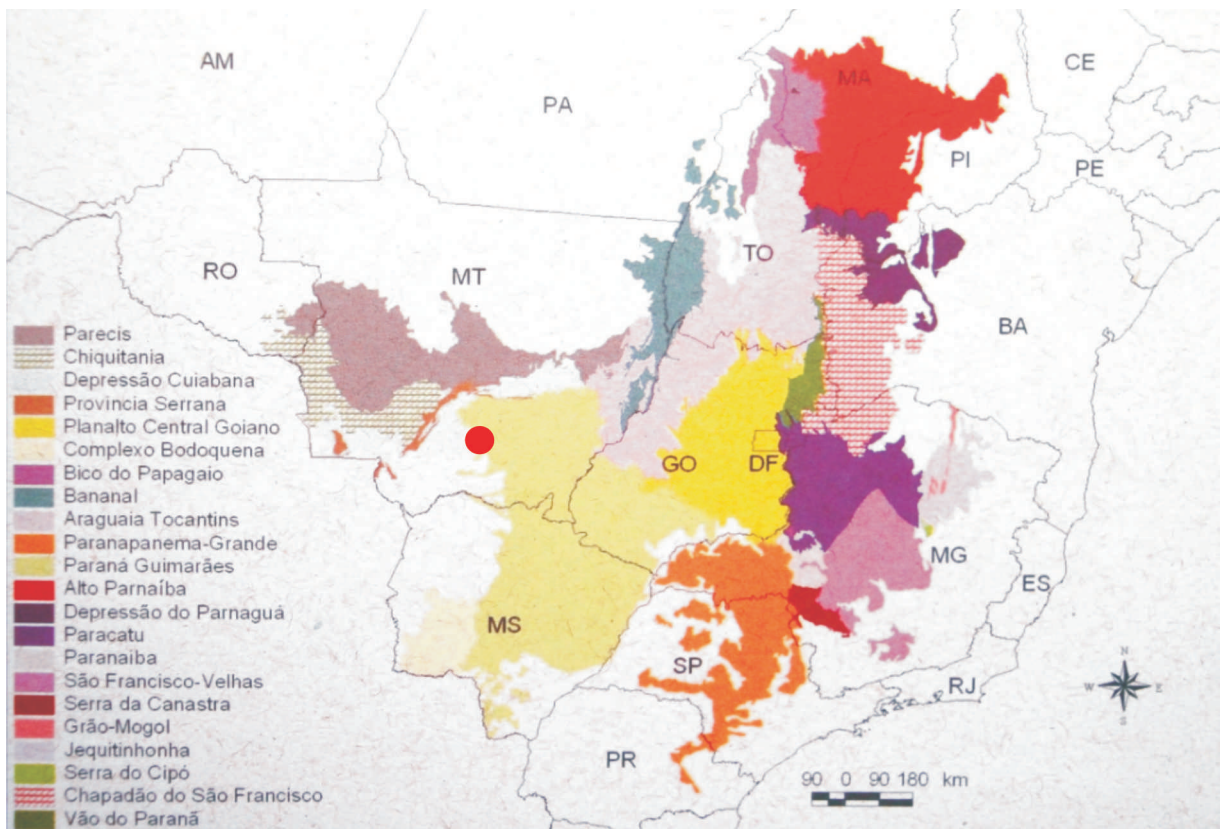 AM
PA
MA
CE
PI
PE
RO
MT
TO
BA
GO
DF
MG
ES
MS
SP
RJ
PR
Parecis
Chiquitania
Depressão Cuiabana
Provincia Serrana
Planalto Central Goiano
Complexo Bodoquena
Bico do Papagaio
Bananal
Araguaia Tocantins
Paranapanema-Grande
Paraná Guimarães
Alto Parnaíba
Depressão do Parnaguá
Paracatu
Paranaiba
São Francisco-Velhas
Serra da Canastra
Grão-Mogol
Jequitinhonha
Serra do Cipó
Chapadão do São Francisco
Vão do Paranã
N
W E
S
90 0 90 180 km